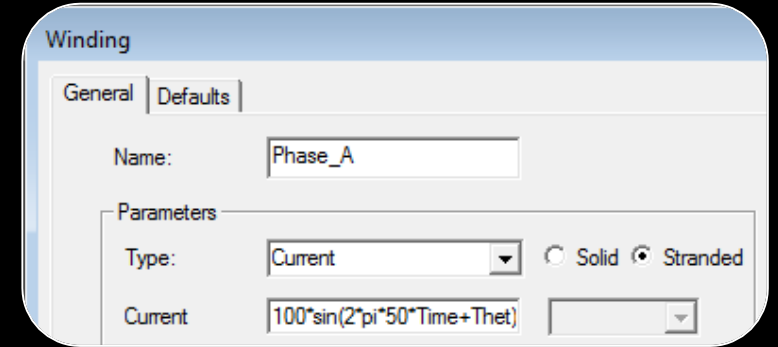 Winding
General Defaults
Name: Phase_A
Parameters
Type: Current Solid Stranded
Current 100*sin(2*pi*50*Time+Thet)